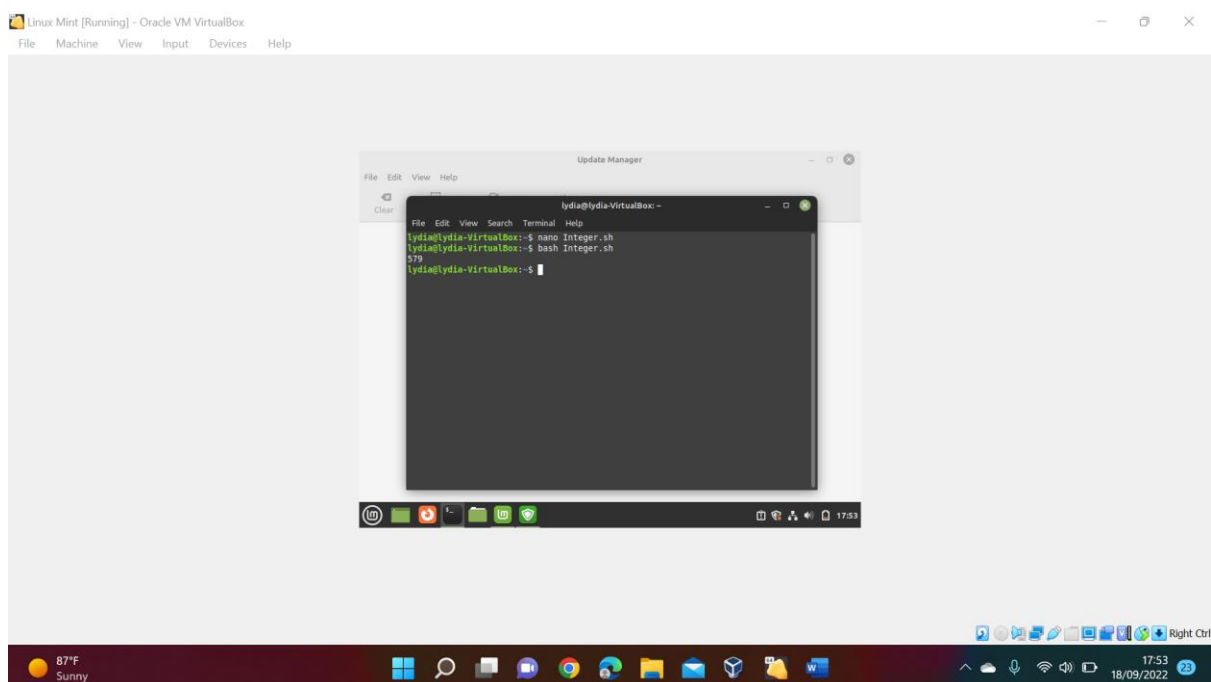 Linux Mint [Running] - Oracle VM VirtualBox
File Machine View Input Devices Help
Update Manager
File Edit View Help
Clear
lydia@lydia-VirtualBox: ~
File Edit View Search Terminal Help
lydia@lydia-VirtualBox:~$ nano Integer.sh
lydia@lydia-VirtualBox:~$ bash Integer.sh
579
lydia@lydia-VirtualBox:~$
17:53
Right Ctrl
87°F
Sunny
17:53
18/09/2022
23